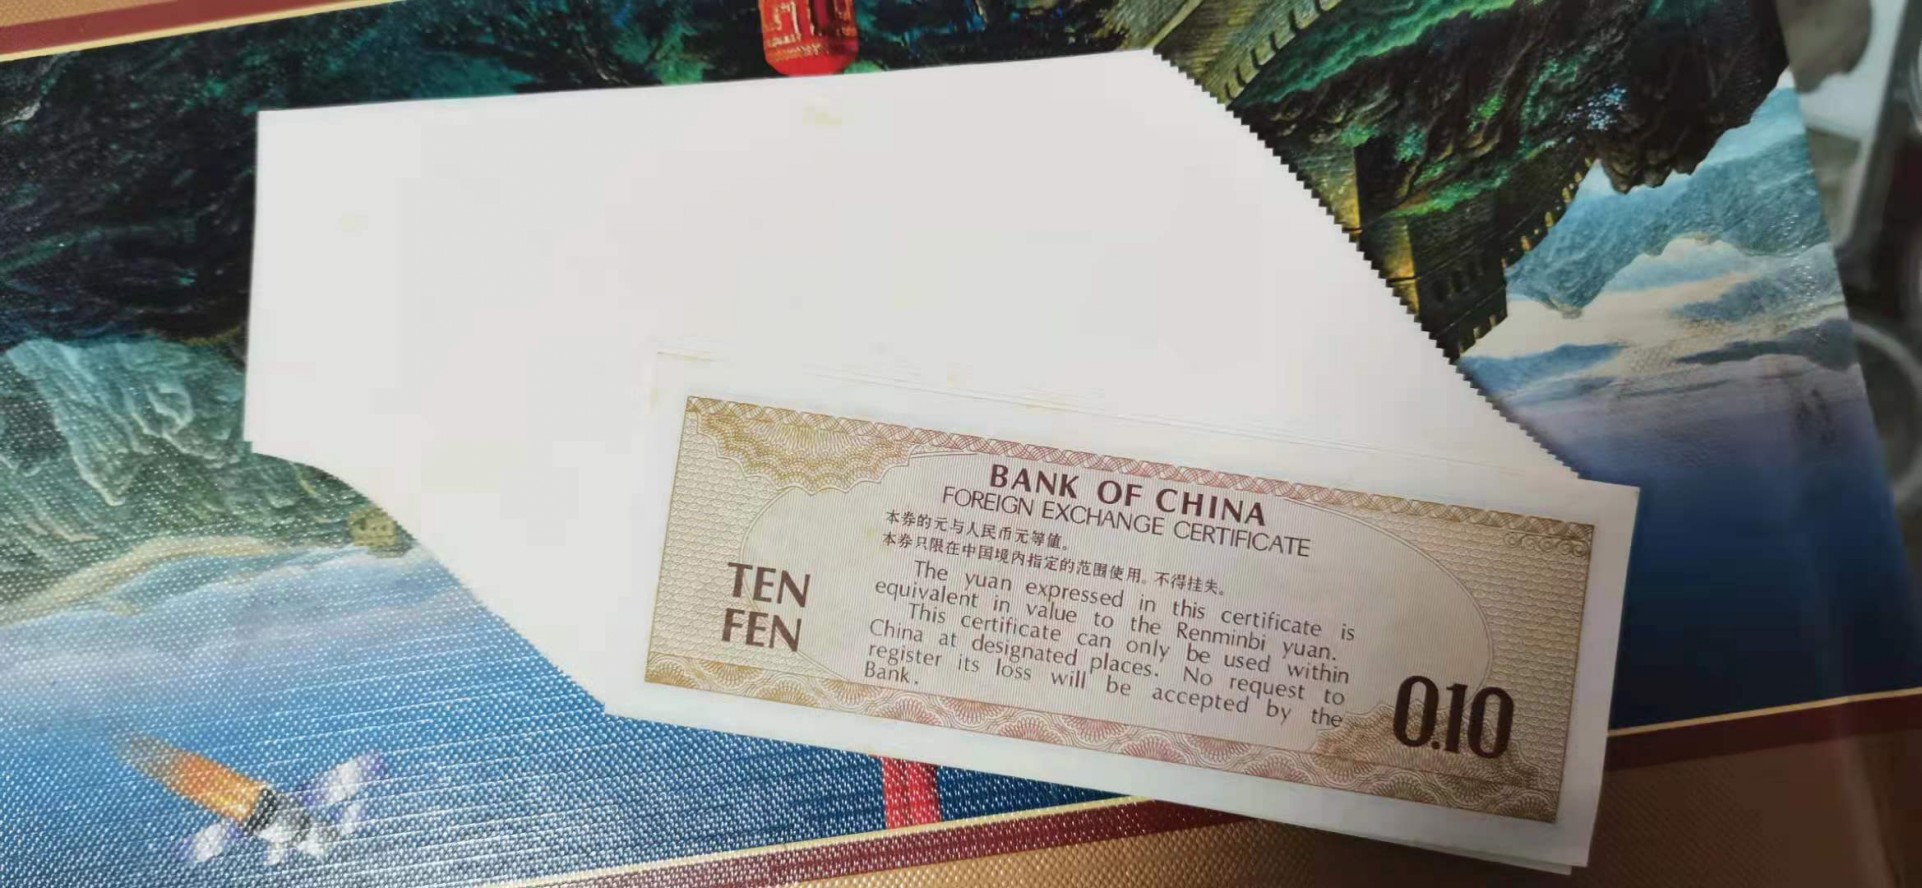 BANK OF CHINA
FOREIGN EXCHANGE CERTIFICATE
本券的元与人民币元等值。
本券只限在中国境内指定的范围使用。不得挂失。
TEN
FEN
The yuan expressed in this certificate is
equivalent in value to the Renminbi yuan.
This certificate can only be used within
China at designated places. No request to
register its loss will be accepted by the
Bank.
0.10